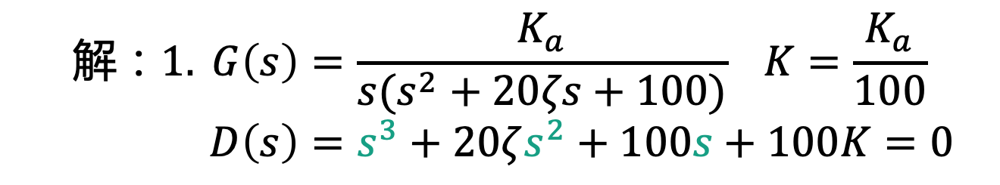 解：1. G(s) = K_a / (s(s² + 20ζs + 100))  K = K_a / 100
D(s) = s³ + 20ζs² + 100s + 100K = 0